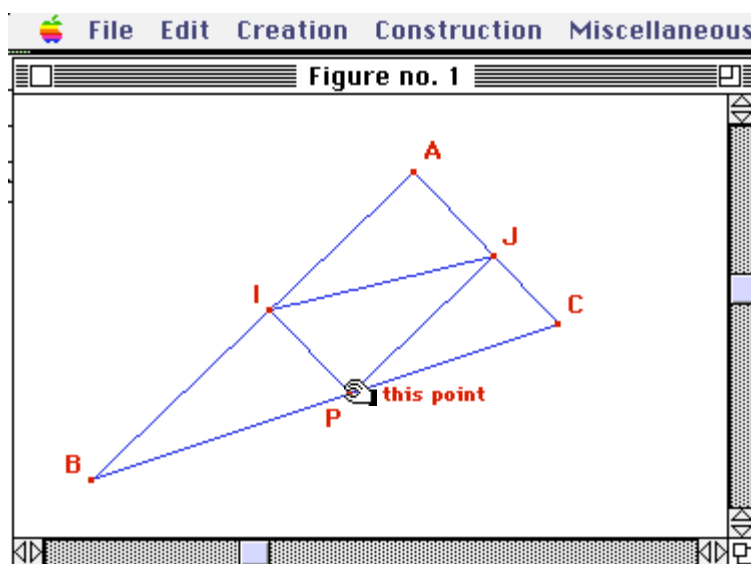 File Edit Creation Construction Miscellaneous
Figure no. 1
A
J
I
C
this point
P
B